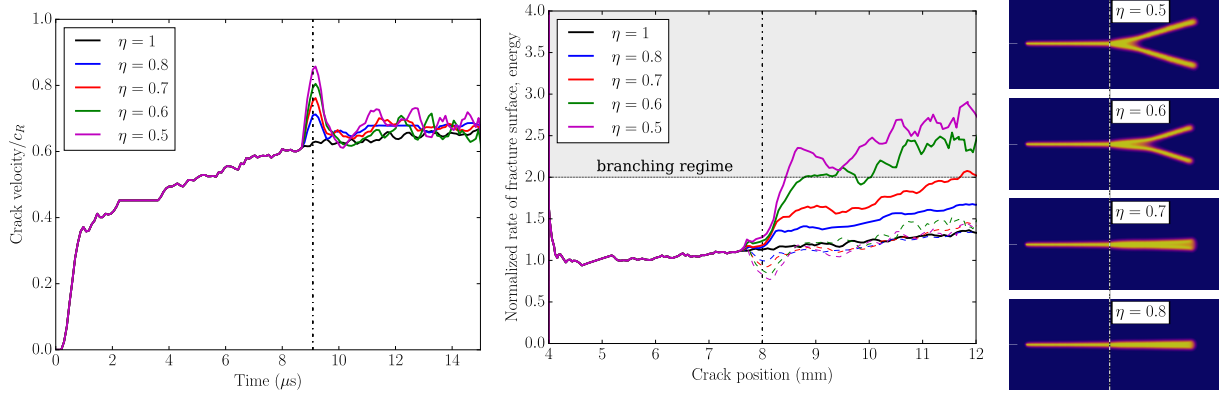 Crack velocity/c_R
1.0
0.8
0.6
0.4
0.2
0.0
η = 1
η = 0.8
η = 0.7
η = 0.6
η = 0.5
0
2
4
6
8
10
12
14
Time (μs)
Normalized rate of fracture surface, energy
4.0
3.5
3.0
2.5
2.0
1.5
1.0
0.5
0.0
η = 1
η = 0.8
η = 0.7
η = 0.6
η = 0.5
branching regime
4
5
6
7
8
9
10
11
12
Crack position (mm)
η = 0.5
η = 0.6
η = 0.7
η = 0.8